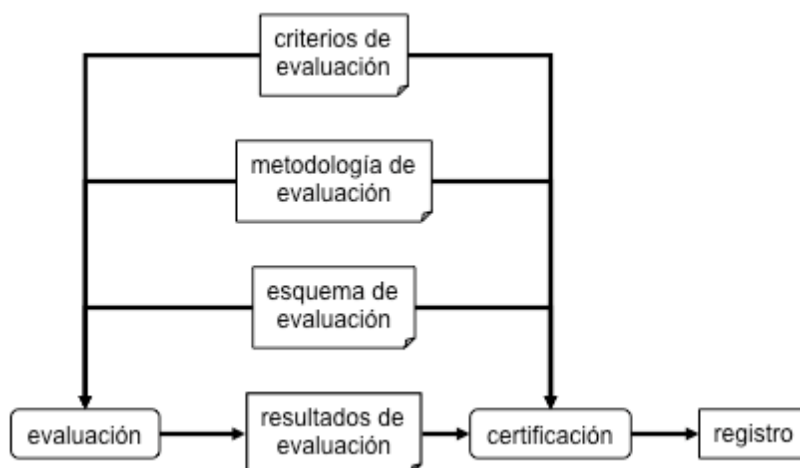 criterios de
evaluación
metodología de
evaluación
esquema de
evaluación
evaluación
resultados de
evaluación
certificación
registro